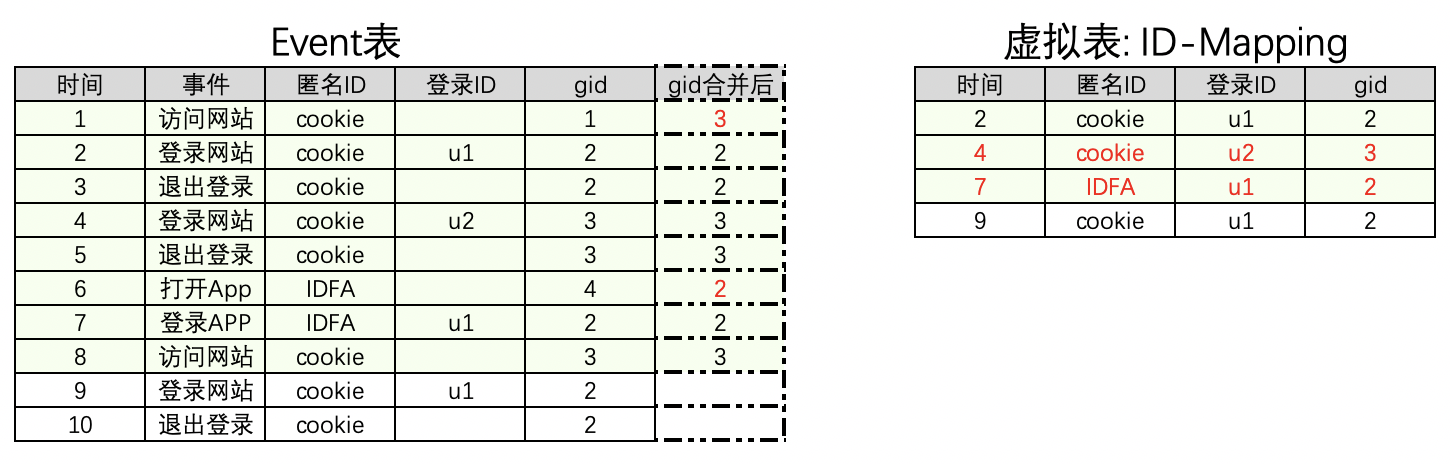 Event表
时间 事件 匿名ID 登录ID gid gid合并后
1 访问网站 cookie 1 3
2 登录网站 cookie u1 2 2
3 退出登录 cookie 2 2
4 登录网站 cookie u2 3 3
5 退出登录 cookie 3 3
6 打开App IDFA 4 2
7 登录APP IDFA u1 2 2
8 访问网站 cookie 3 3
9 登录网站 cookie u1 2
10 退出登录 cookie 2
虚拟表: ID-Mapping
时间 匿名ID 登录ID gid
2 cookie u1 2
4 cookie u2 3
7 IDFA u1 2
9 cookie u1 2